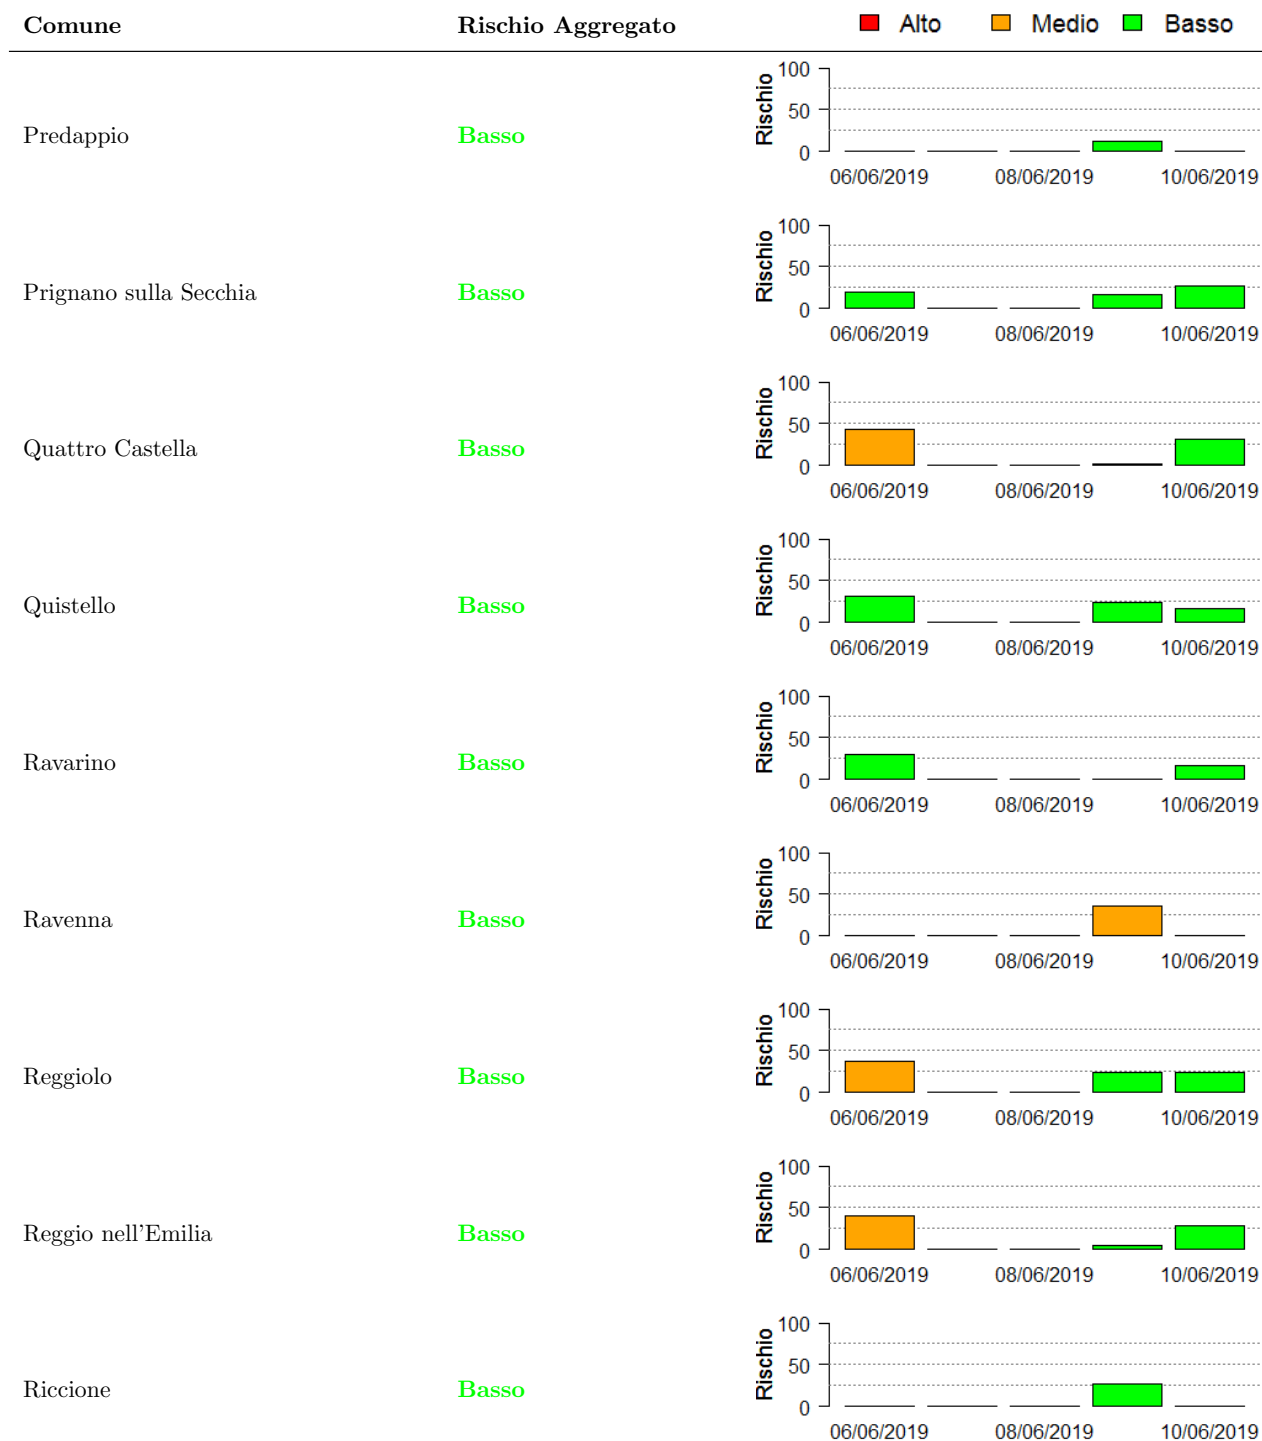 Comune Rischio Aggregato Alto Medio Basso
Predappio Basso
Rischio
100
50
0
06/06/2019 08/06/2019 10/06/2019
Prignano sulla Secchia Basso
Rischio
100
50
0
06/06/2019 08/06/2019 10/06/2019
Quattro Castella Basso
Rischio
100
50
0
06/06/2019 08/06/2019 10/06/2019
Quistello Basso
Rischio
100
50
0
06/06/2019 08/06/2019 10/06/2019
Ravarino Basso
Rischio
100
50
0
06/06/2019 08/06/2019 10/06/2019
Ravenna Basso
Rischio
100
50
0
06/06/2019 08/06/2019 10/06/2019
Reggiolo Basso
Rischio
100
50
0
06/06/2019 08/06/2019 10/06/2019
Reggio nell'Emilia Basso
Rischio
100
50
0
06/06/2019 08/06/2019 10/06/2019
Riccione Basso
Rischio
100
50
0
06/06/2019 08/06/2019 10/06/2019